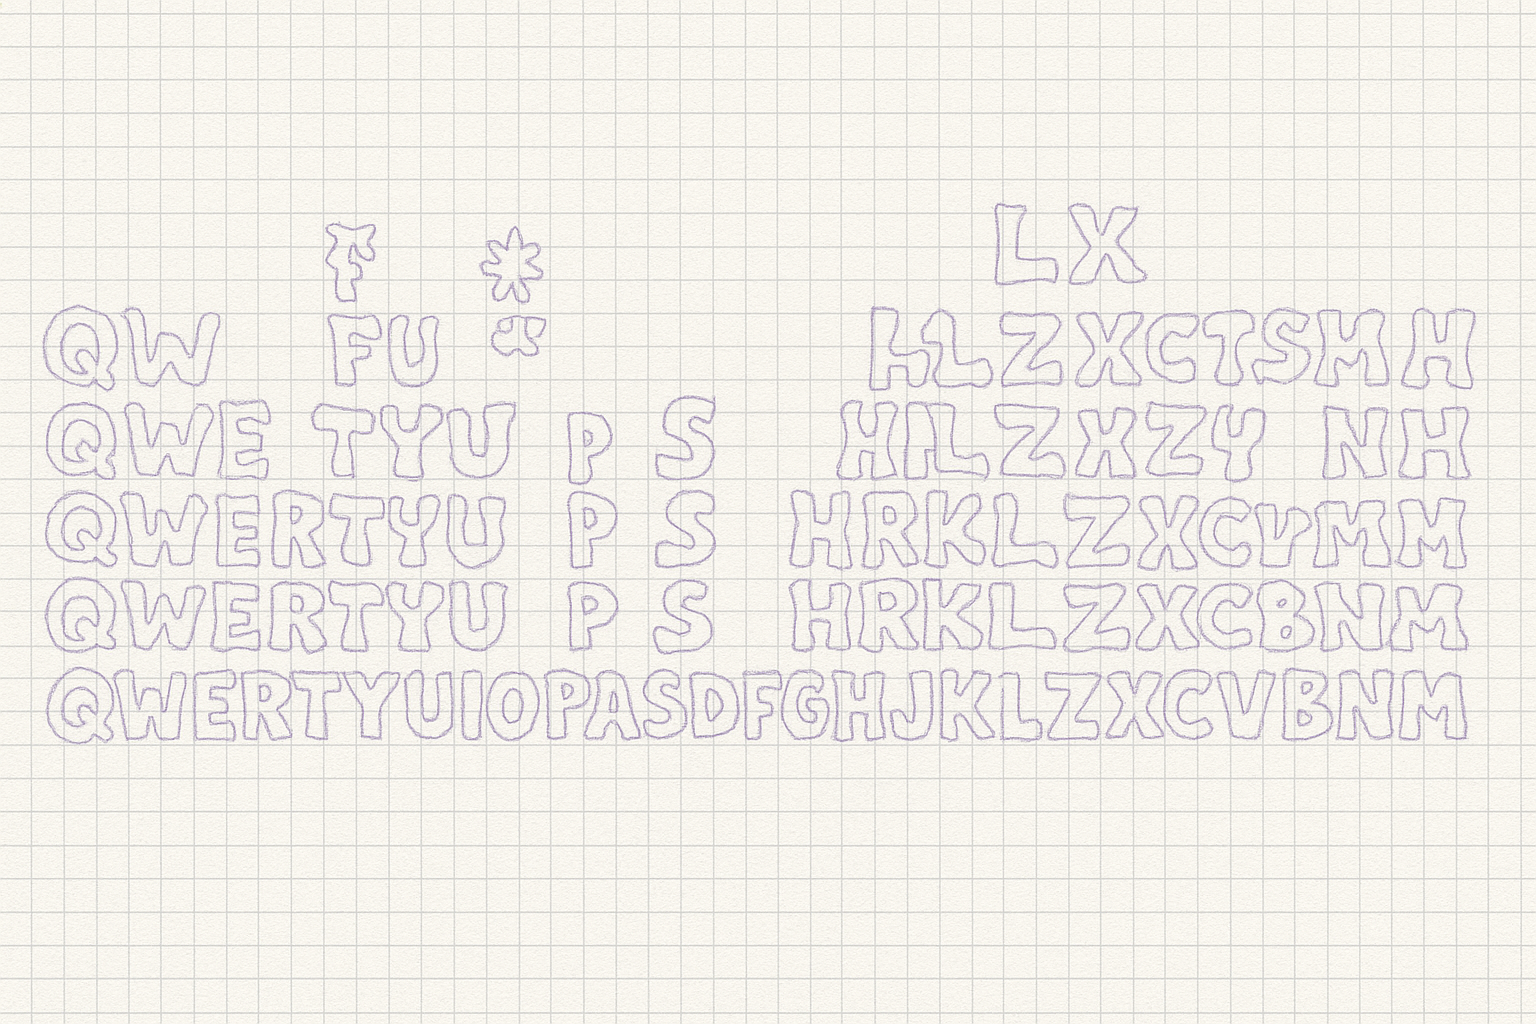 F * LX
QW FU HLZXCTSMH
QWE TYU P S HILZXZY NH
QWERTYU P S HRKLZXCVMM
QWERTYU P S HRKLZXCBNM
QWERTYUIOPASDFGHJKLZXCVBNM